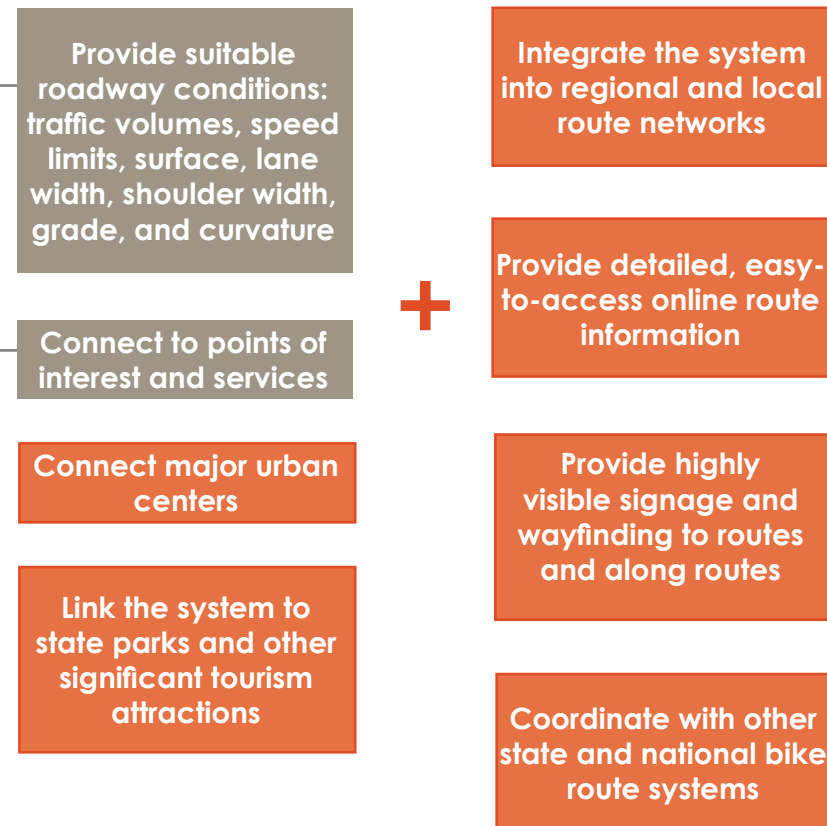 Provide suitable
roadway conditions:
traffic volumes, speed
limits, surface, lane
width, shoulder width,
grade, and curvature
Connect to points of
interest and services
Connect major urban
centers
Link the system to
state parks and other
significant tourism
attractions
+
Integrate the system
into regional and local
route networks
Provide detailed, easy-
to-access online route
information
Provide highly
visible signage and
wayfinding to routes
and along routes
Coordinate with other
state and national bike
route systems